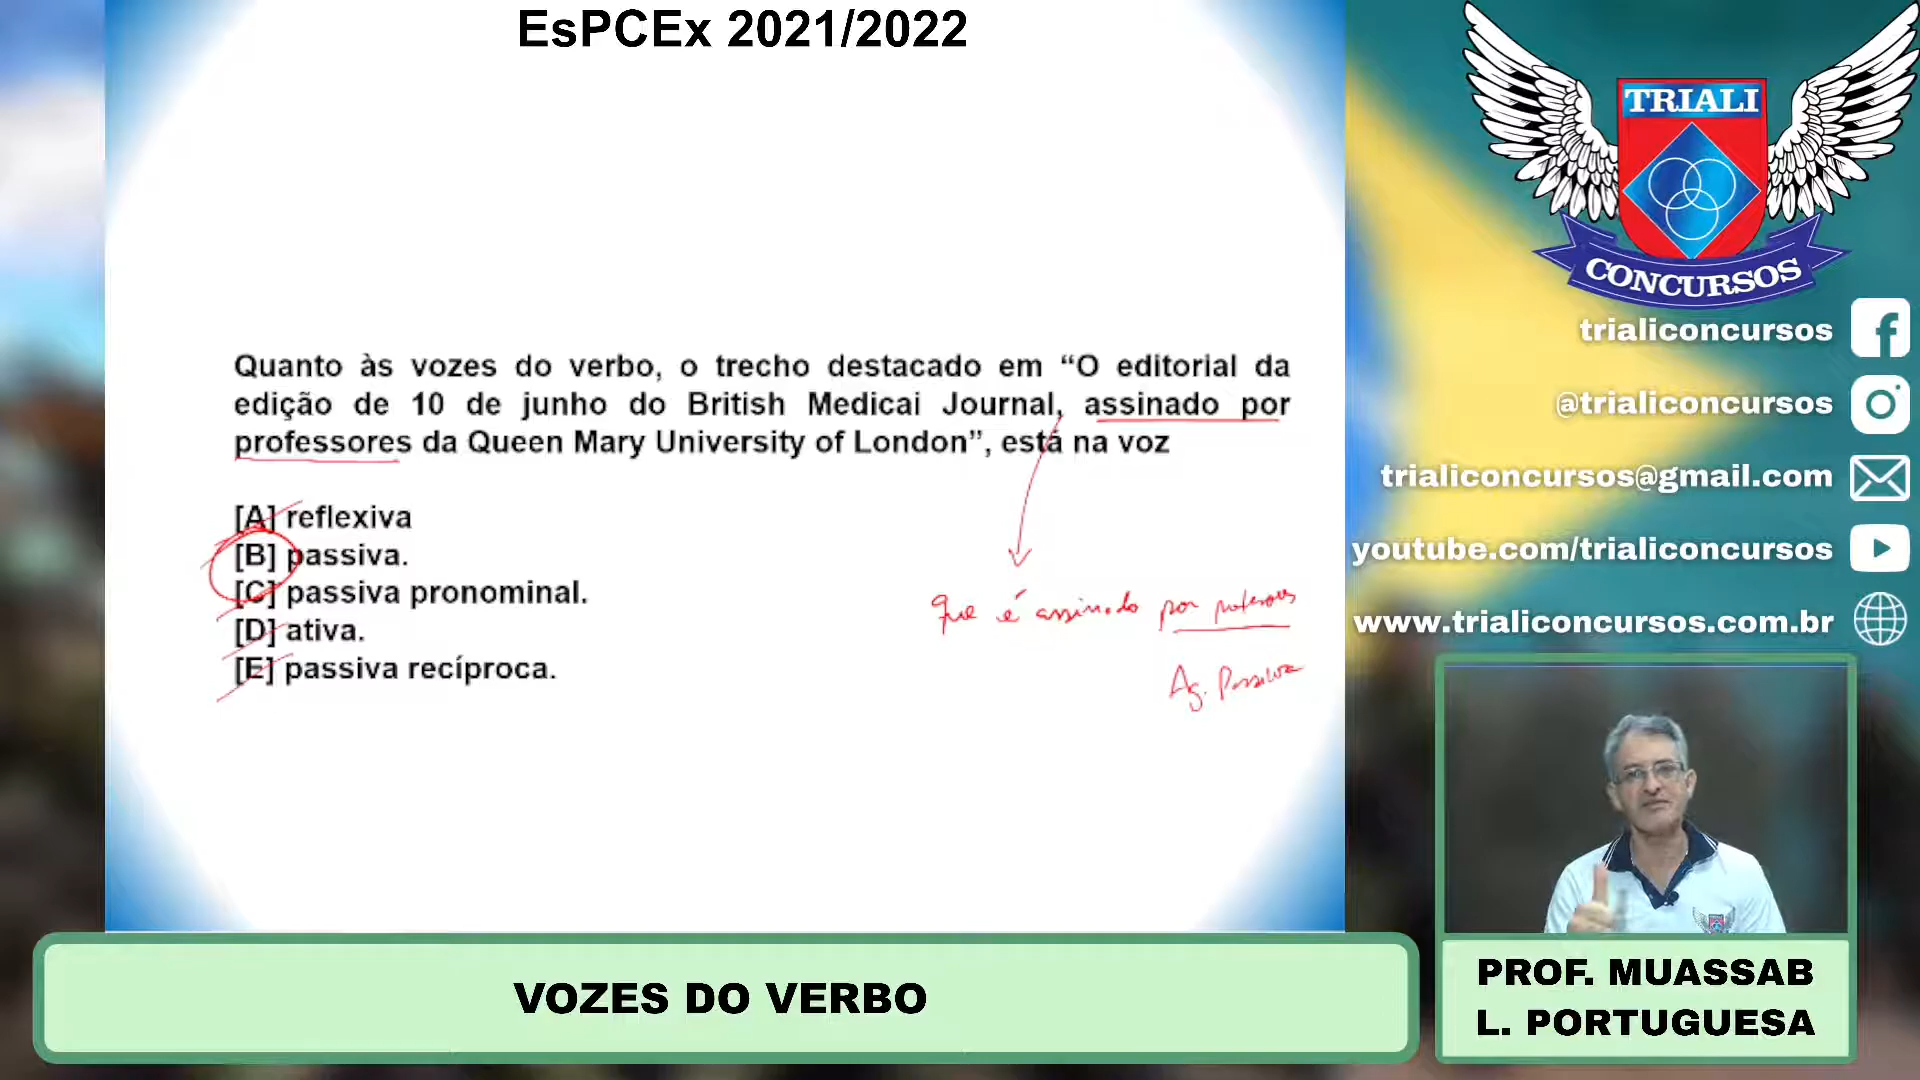 EsPCEx 2021/2022
TRIALI
CONCURSOS
trialiconcursos
@trialiconcursos
trialiconcursos@gmail.com
youtube.com/trialiconcursos
www.trialiconcursos.com.br
Quanto às vozes do verbo, o trecho destacado em “O editorial da
edição de 10 de junho do British Medicai Journal, assinado por
professores da Queen Mary University of London”, está na voz
[A] reflexiva
[B] passiva.
[C] passiva pronominal.
[D] ativa.
[E] passiva recíproca.
que é assinado por professores
Ag. Passiva
VOZES DO VERBO
PROF. MUASSAB
L. PORTUGUESA